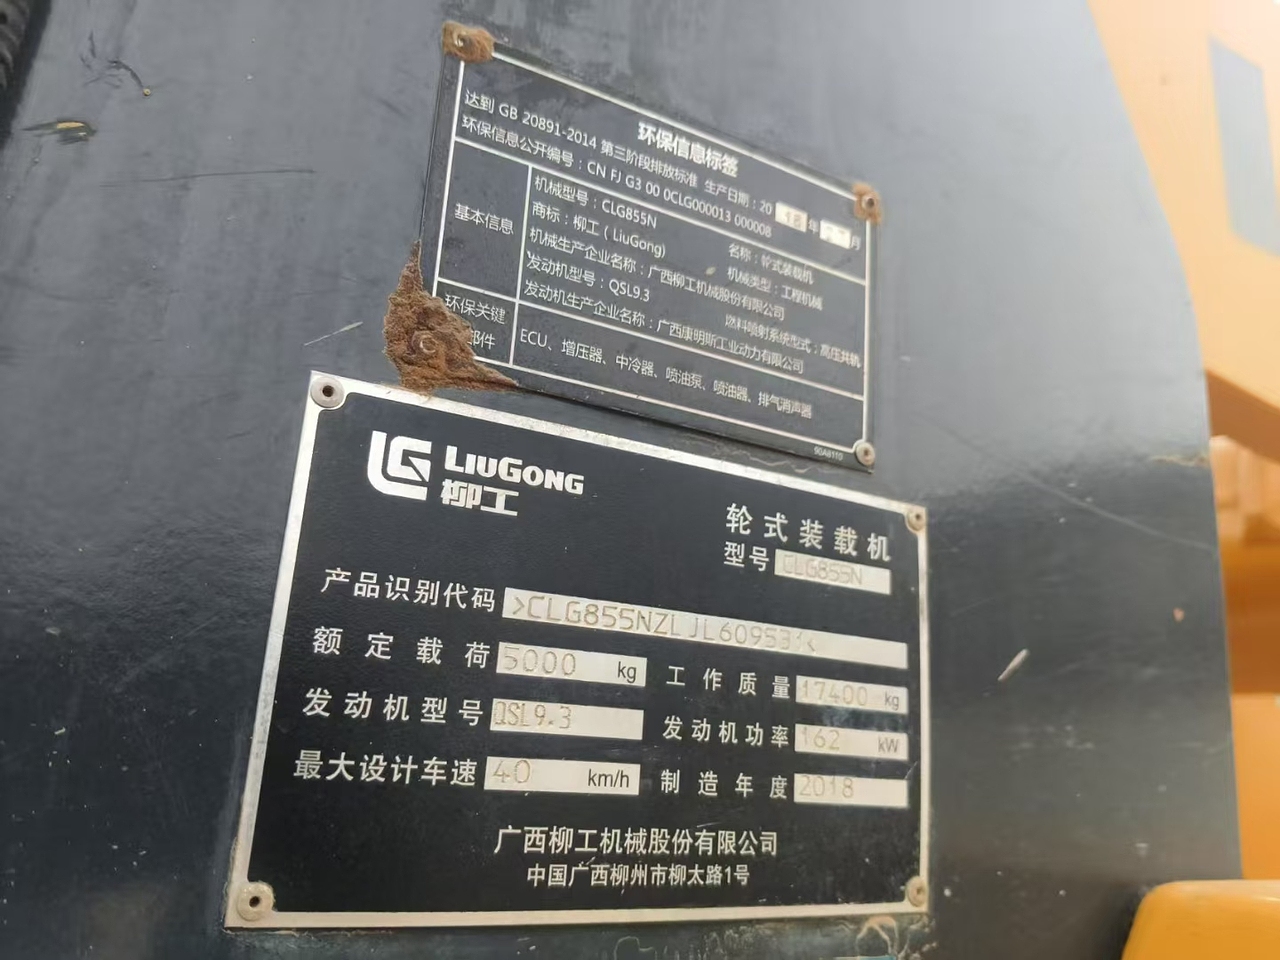 环保信息标签
达到 GB 20891-2014 第三阶段排放标准 生产日期:2018年 月
环保信息公开编号:CN FJ G3 00 0CLG000013 000008
基本信息
机械型号:CLG855N 名称:轮式装载机
商标:柳工(LiuGong) 机械类型:工程机械
机械生产企业名称:广西柳工机械股份有限公司
发动机型号:QSL9.3 燃料喷射系统型式:高压共轨
发动机生产企业名称:广西康明斯工业动力有限公司
环保关键
部件
ECU、增压器、中冷器、喷油泵、喷油器、排气消声器
90A8110
LG LIUGONG
柳工
轮式装载机
型号 CLG855N
产品识别代码 >CLG855NZLJL609531<
额定载荷 5000 kg 工作质量 17400 kg
发动机型号 QSL9.3 发动机功率 162 kW
最大设计车速 40 km/h 制造年度 2018
广西柳工机械股份有限公司
中国广西柳州市柳太路1号